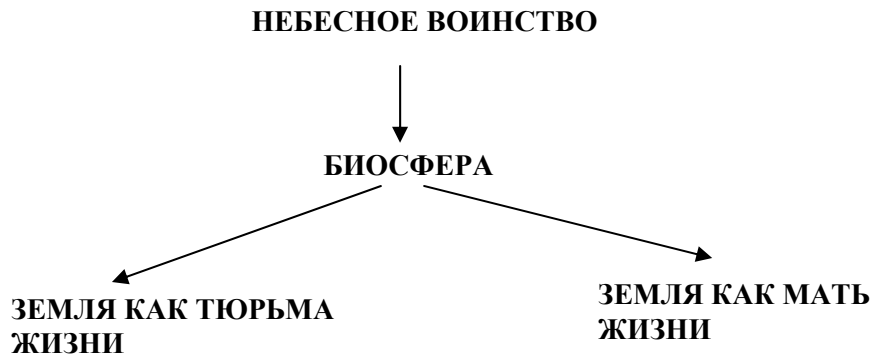 НЕБЕСНОЕ ВОИНСТВО
БИОСФЕРА
ЗЕМЛЯ КАК ТЮРЬМА
ЖИЗНИ
ЗЕМЛЯ КАК МАТЬ
ЖИЗНИ